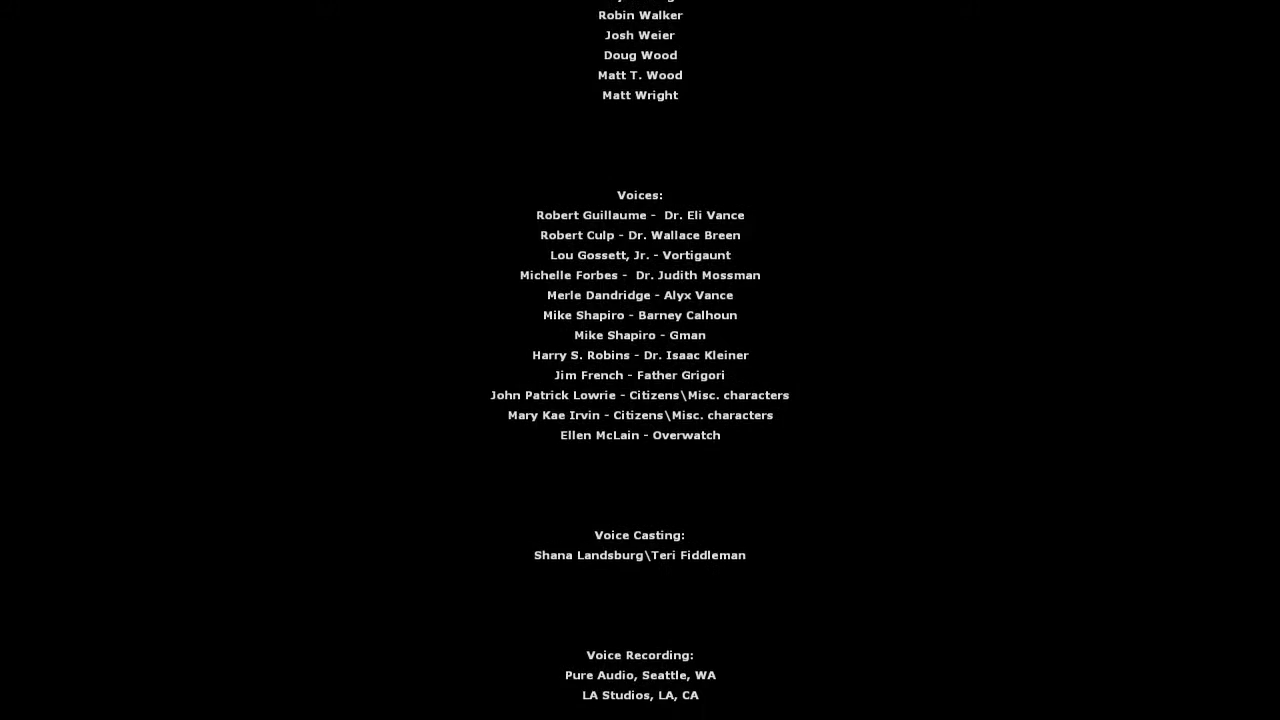 Robin Walker
Josh Weier
Doug Wood
Matt T. Wood
Matt Wright
Voices:
Robert Guillaume -  Dr. Eli Vance
Robert Culp - Dr. Wallace Breen
Lou Gossett, Jr. - Vortigaunt
Michelle Forbes -  Dr. Judith Mossman
Merle Dandridge - Alyx Vance
Mike Shapiro - Barney Calhoun
Mike Shapiro - Gman
Harry S. Robins - Dr. Isaac Kleiner
Jim French - Father Grigori
John Patrick Lowrie - Citizens\Misc. characters
Mary Kae Irvin - Citizens\Misc. characters
Ellen McLain - Overwatch
Voice Casting:
Shana Landsburg\Teri Fiddleman
Voice Recording:
Pure Audio, Seattle, WA
LA Studios, LA, CA